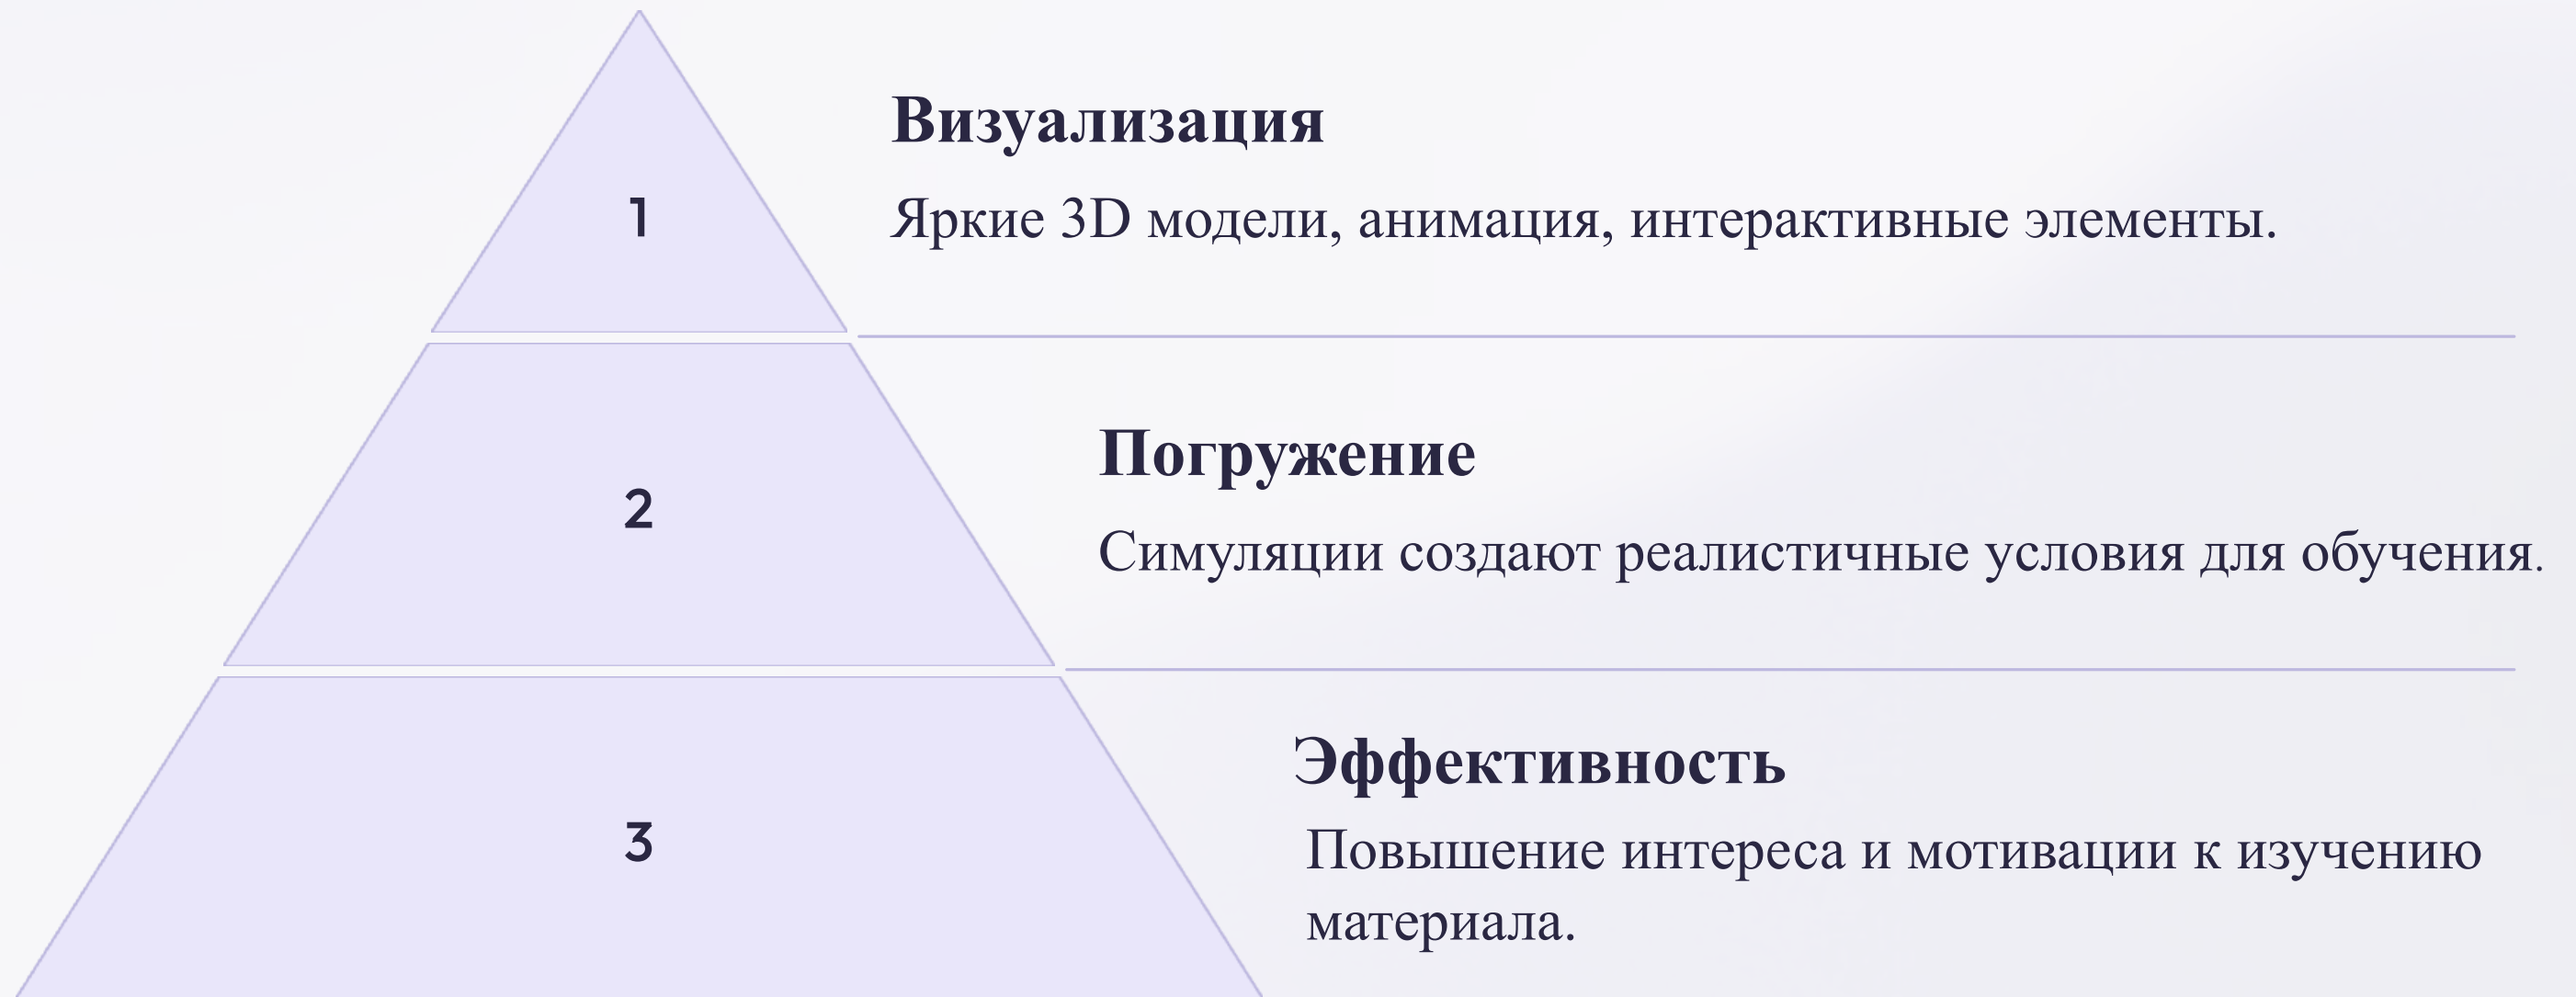 1
Визуализация
Яркие 3D модели, анимация, интерактивные элементы.
2
Погружение
Симуляции создают реалистичные условия для обучения.
3
Эффективность
Повышение интереса и мотивации к изучению
материала.